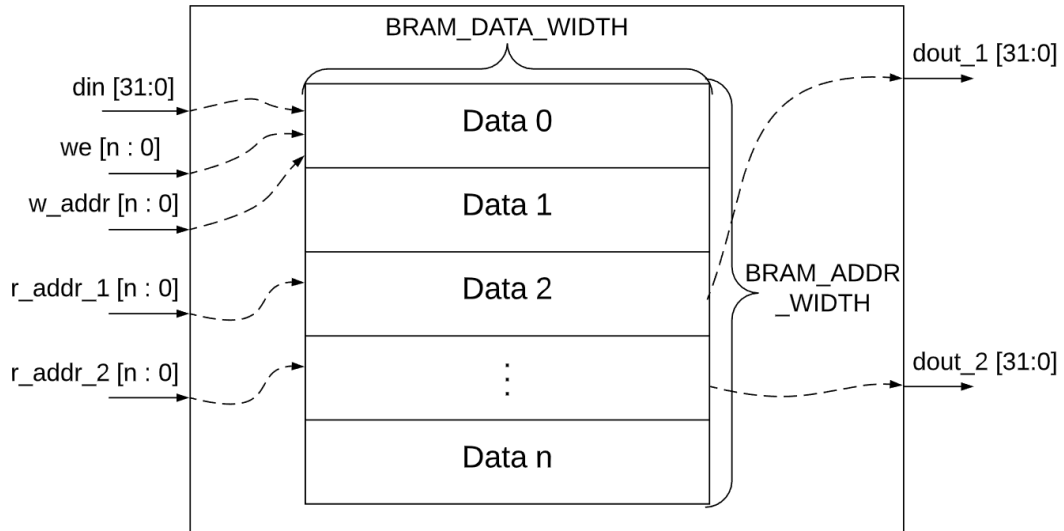 BRAM_DATA_WIDTH
dout_1 [31:0]
din [31:0]
Data 0
we [n : 0]
w_addr [n : 0]
Data 1
r_addr_1 [n : 0]
Data 2
BRAM_ADDR
_WIDTH
r_addr_2 [n : 0]
⋮
dout_2 [31:0]
Data n